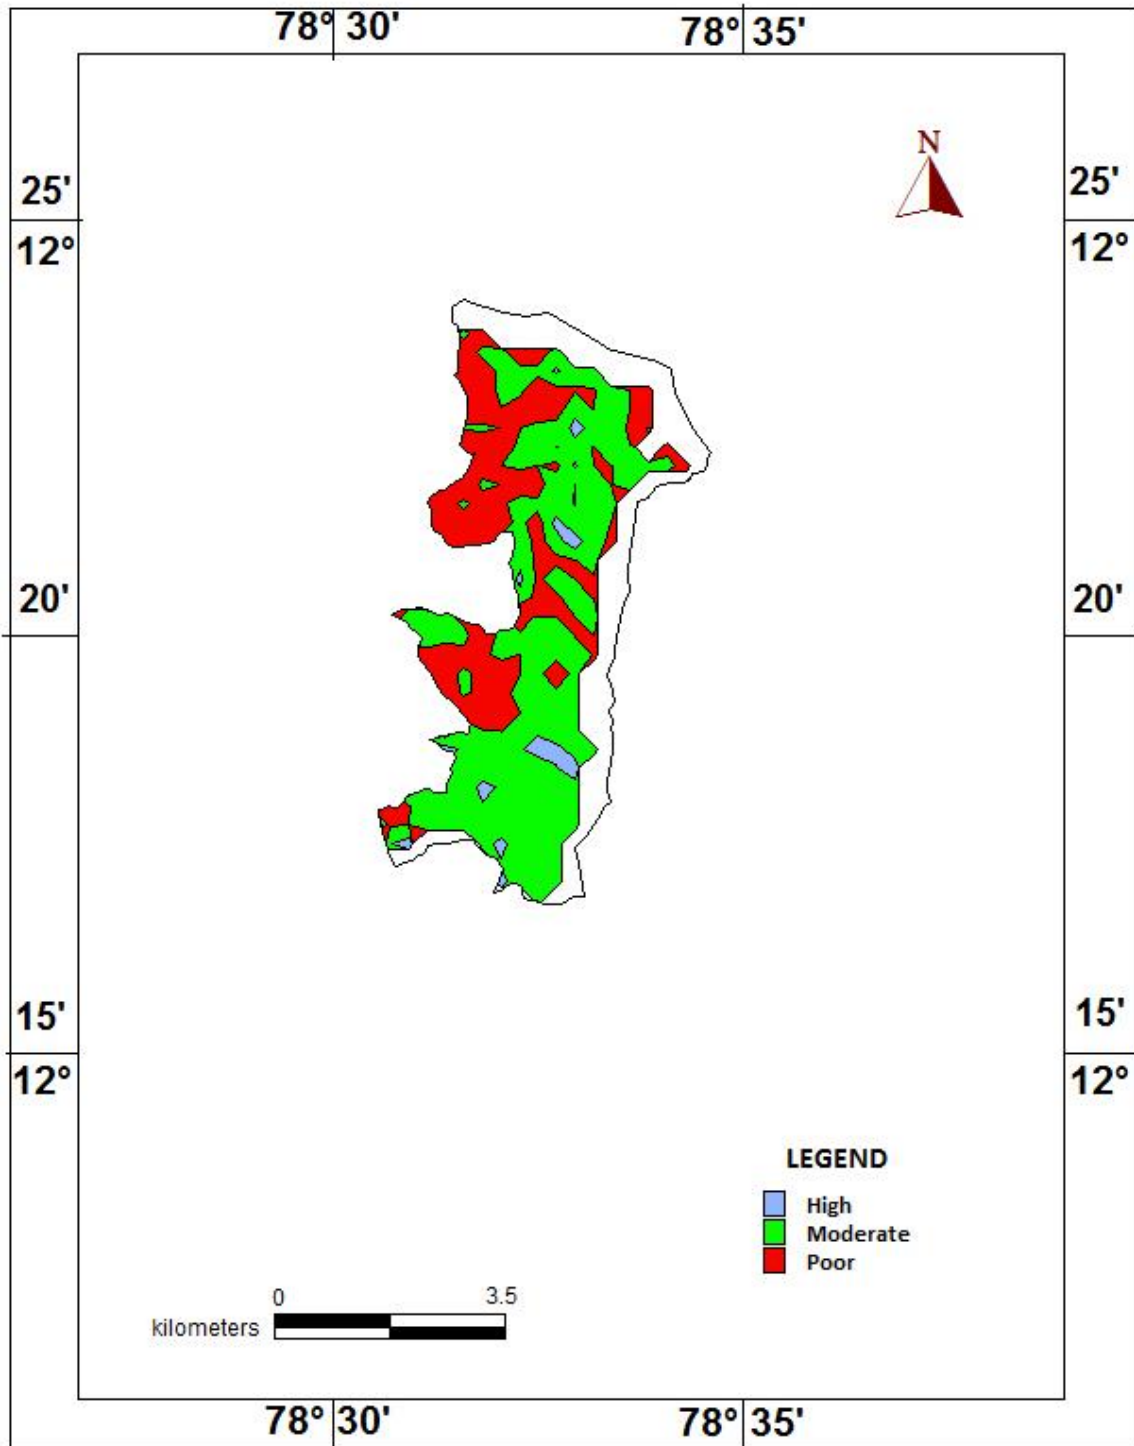 78° 30' 78° 35'
N
25' 25'
12° 12°
20' 20'
15' 15'
12° 12°
LEGEND
High
Moderate
Poor
0 3.5
kilometers
78° 30' 78° 35'